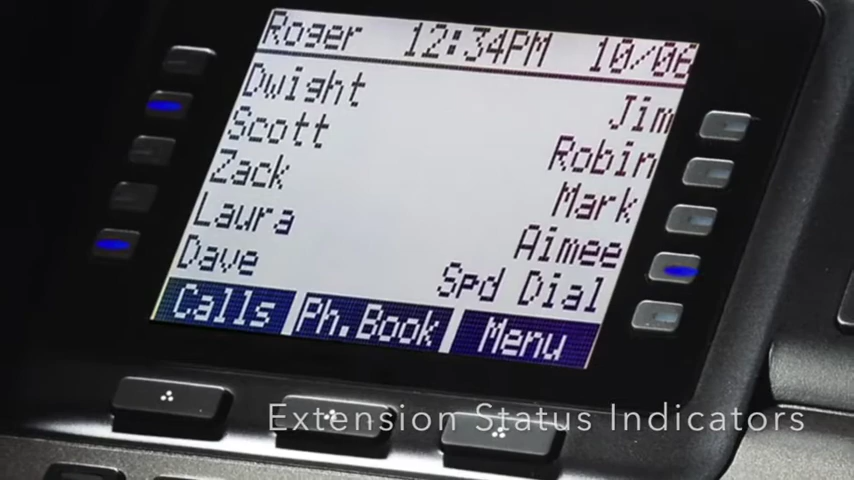 Roger 12:34PM 10/06
Dwight Jim
Scott Robin
Zack Mark
Laura Aimee
Dave Spd Dial
Calls Ph.Book Menu
Extension Status Indicators